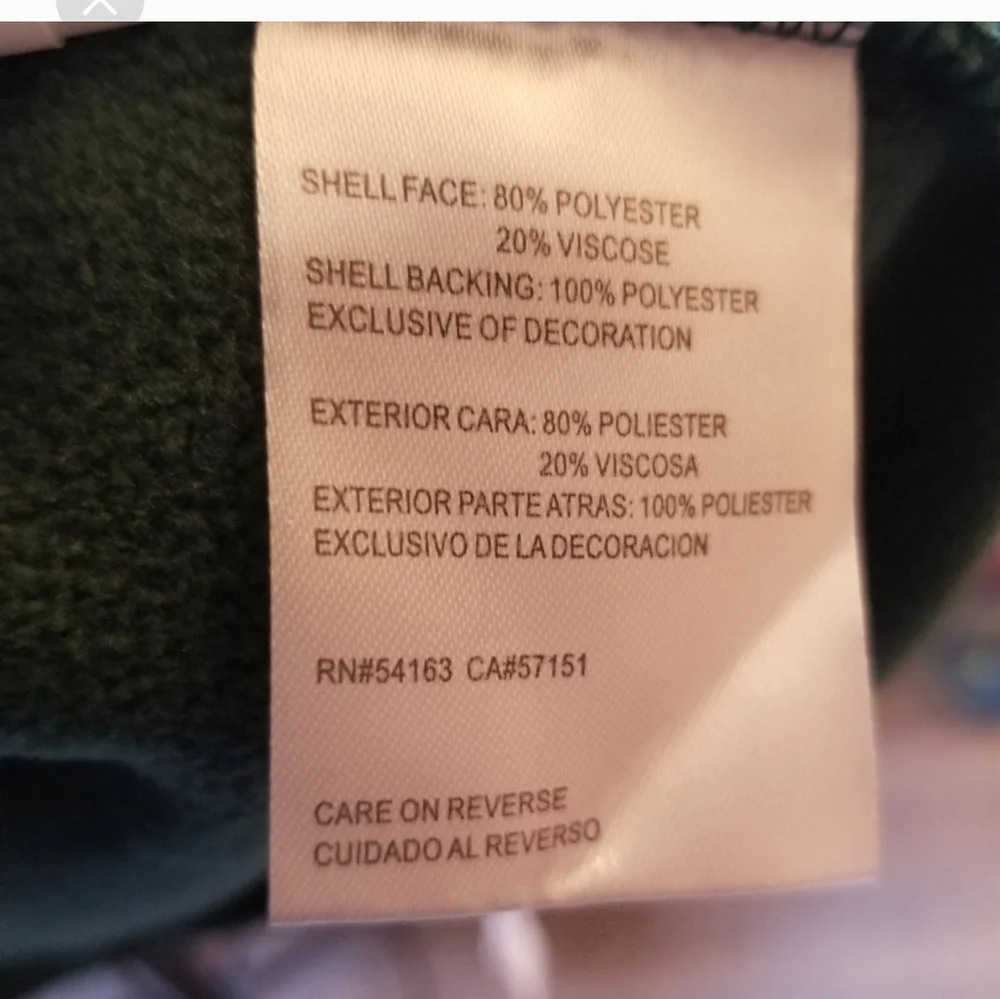 SHELL FACE: 80% POLYESTER
20% VISCOSE
SHELL BACKING: 100% POLYESTER
EXCLUSIVE OF DECORATION
EXTERIOR CARA: 80% POLIESTER
20% VISCOSA
EXTERIOR PARTE ATRAS: 100% POLIESTER
EXCLUSIVO DE LA DECORACION
RN#54163 CA#57151
CARE ON REVERSE
CUIDADO AL REVERSO